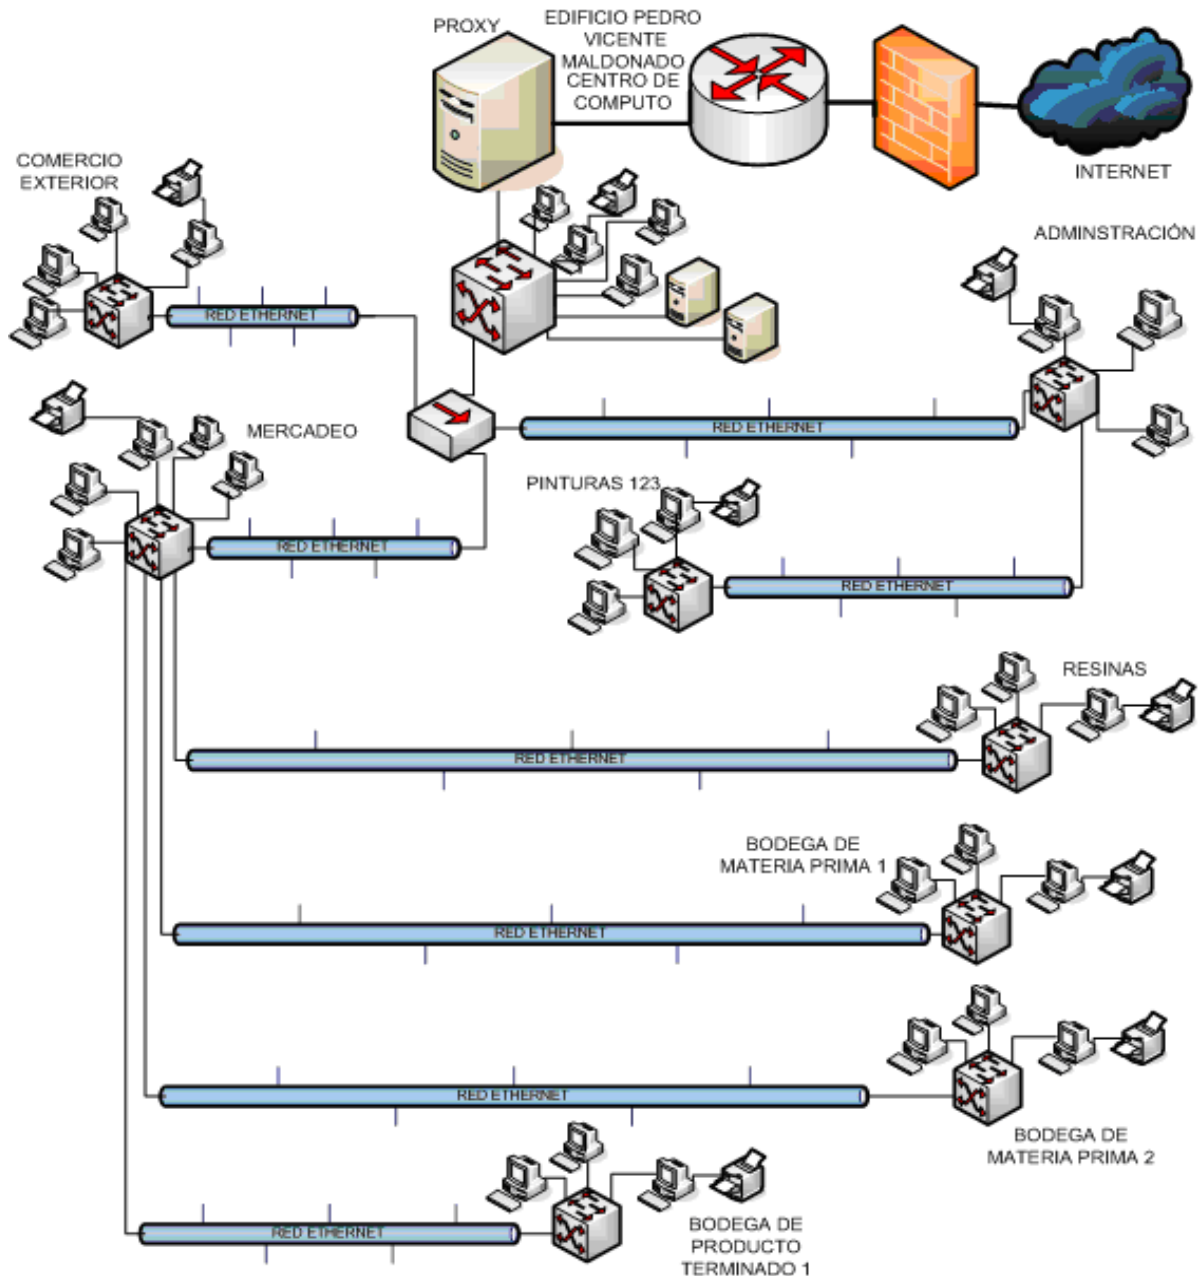 PROXY
EDIFICIO PEDRO
VICENTE
MALDONADO
CENTRO DE
COMPUTO
INTERNET
COMERCIO
EXTERIOR
ADMINSTRACIÓN
RED ETHERNET
MERCADEO
RED ETHERNET
PINTURAS 123
RED ETHERNET
RED ETHERNET
RESINAS
RED ETHERNET
BODEGA DE
MATERIA PRIMA 1
RED ETHERNET
RED ETHERNET
BODEGA DE
MATERIA PRIMA 2
RED ETHERNET
BODEGA DE
PRODUCTO
TERMINADO 1